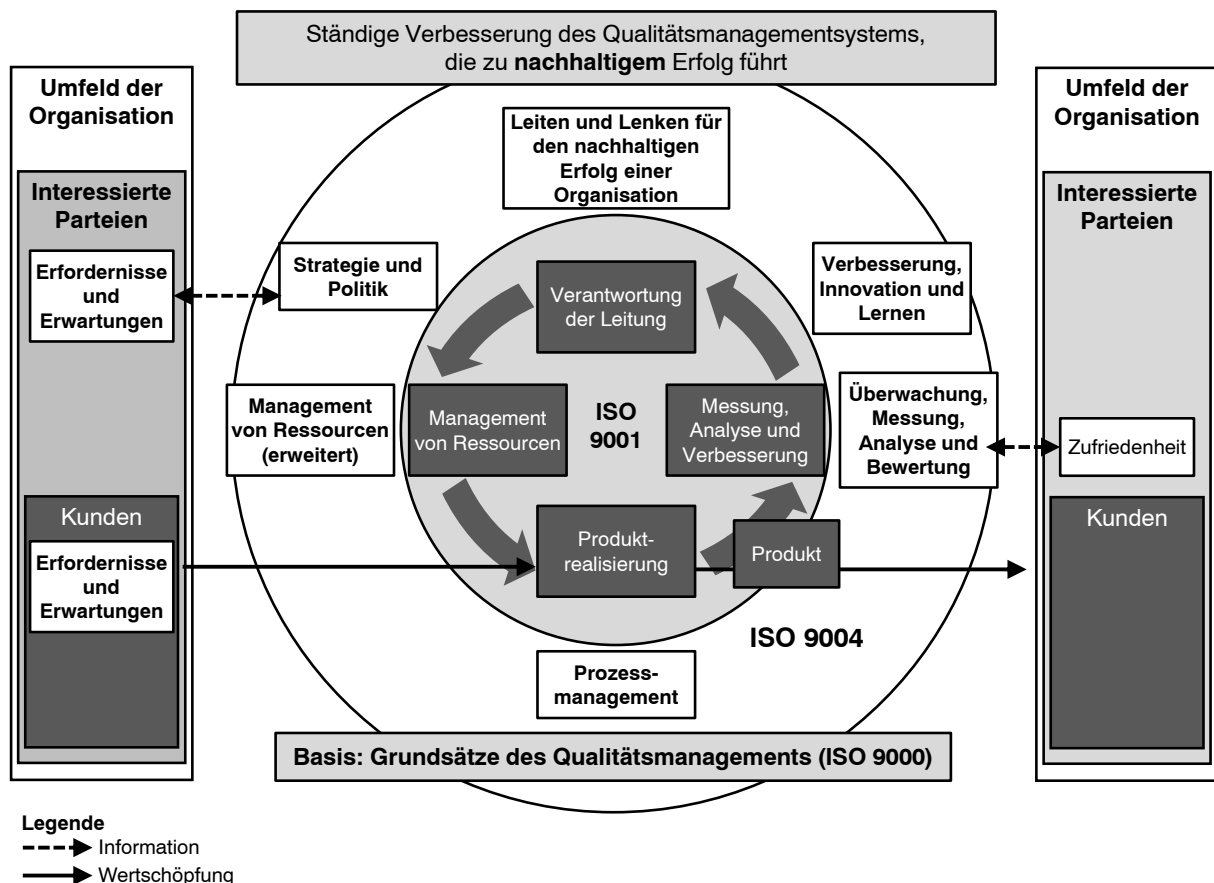 Ständige Verbesserung des Qualitätsmanagementsystems,
die zu nachhaltigem Erfolg führt
Umfeld der
Organisation
Interessierte
Parteien
Erfordernisse
und
Erwartungen
Kunden
Erfordernisse
und
Erwartungen
Leiten und Lenken für
den nachhaltigen
Erfolg einer
Organisation
Strategie und
Politik
Verbesserung,
Innovation und
Lernen
Management
von Ressourcen
(erweitert)
Überwachung,
Messung,
Analyse und
Bewertung
Verantwortung
der Leitung
Management
von Ressourcen
ISO
9001
Messung,
Analyse und
Verbesserung
Produkt-
realisierung
Produkt
ISO 9004
Prozess-
management
Basis: Grundsätze des Qualitätsmanagements (ISO 9000)
Umfeld der
Organisation
Interessierte
Parteien
Zufriedenheit
Kunden
Legende
Information
Wertschöpfung